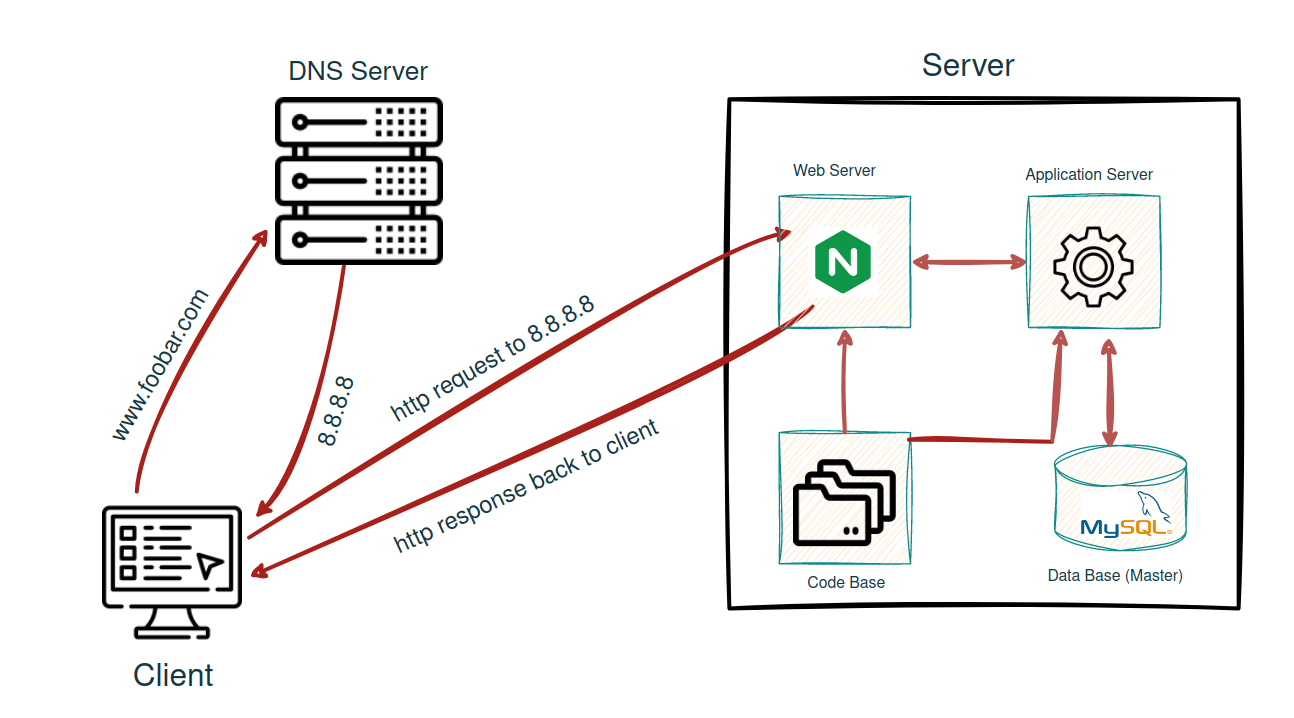 DNS Server
Server
Web Server
Application Server
N
www.foobar.com
8.8.8.8
http request to 8.8.8.8
http response back to client
MySQL
Code Base
Data Base (Master)
Client